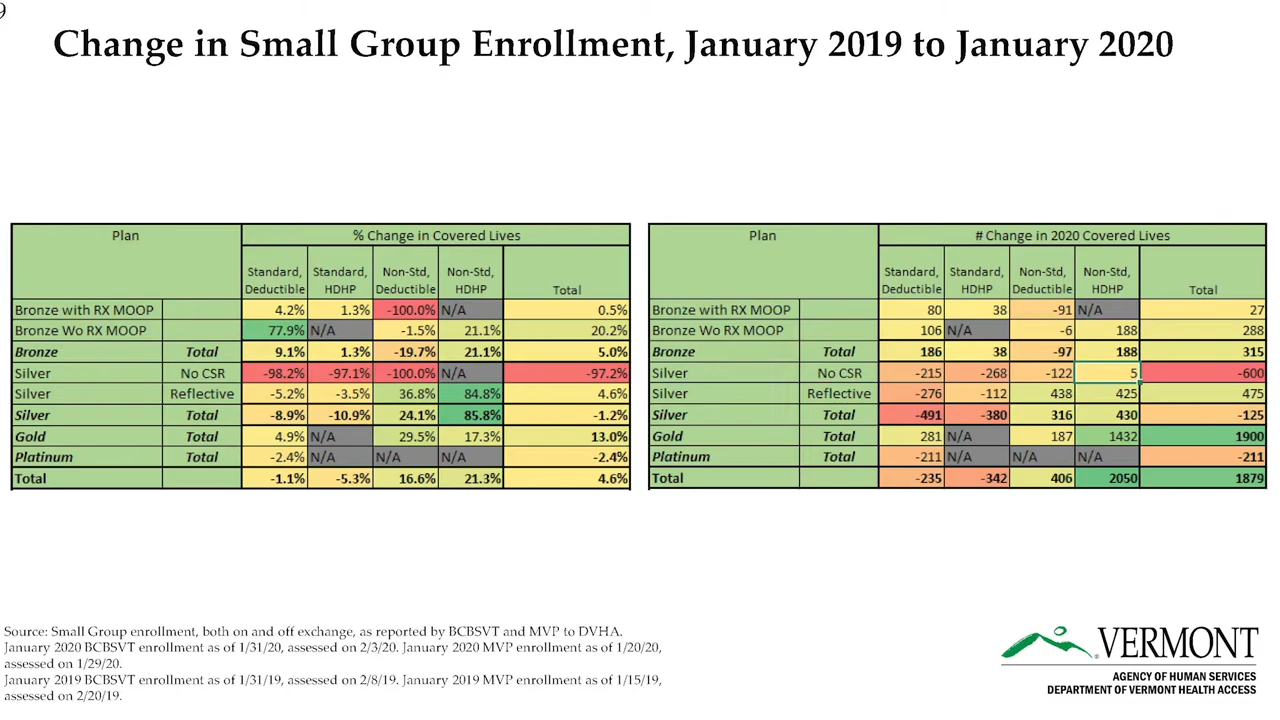 9
Change in Small Group Enrollment, January 2019 to January 2020
Plan % Change in Covered Lives
Standard, Deductible Standard, HDHP Non-Std, Deductible Non-Std, HDHP Total
Bronze with RX MOOP 4.2% 1.3% -100.0% N/A 0.5%
Bronze Wo RX MOOP 77.9% N/A -1.5% 21.1% 20.2%
Bronze Total 9.1% 1.3% -19.7% 21.1% 5.0%
Silver No CSR -98.2% -97.1% -100.0% N/A -97.2%
Silver Reflective -5.2% -3.5% 36.8% 84.8% 4.6%
Silver Total -8.9% -10.9% 24.1% 85.8% -1.2%
Gold Total 4.9% N/A 29.5% 17.3% 13.0%
Platinum Total -2.4% N/A N/A N/A -2.4%
Total -1.1% -5.3% 16.6% 21.3% 4.6%
Plan # Change in 2020 Covered Lives
Standard, Deductible Standard, HDHP Non-Std, Deductible Non-Std, HDHP Total
Bronze with RX MOOP 80 38 -91 N/A 27
Bronze Wo RX MOOP 106 N/A -6 188 288
Bronze Total 186 38 -97 188 315
Silver No CSR -215 -268 -122 5 -600
Silver Reflective -276 -112 438 425 475
Silver Total -491 -380 316 430 -125
Gold Total 281 N/A 187 1432 1900
Platinum Total -211 N/A N/A N/A -211
Total -235 -342 406 2050 1879
Source: Small Group enrollment, both on and off exchange, as reported by BCBSVT and MVP to DVHA.
January 2020 BCBSVT enrollment as of 1/31/20, assessed on 2/3/20. January 2020 MVP enrollment as of 1/20/20,
assessed on 1/29/20.
January 2019 BCBSVT enrollment as of 1/31/19, assessed on 2/8/19. January 2019 MVP enrollment as of 1/15/19,
assessed on 2/20/19.
VERMONT
AGENCY OF HUMAN SERVICES
DEPARTMENT OF VERMONT HEALTH ACCESS